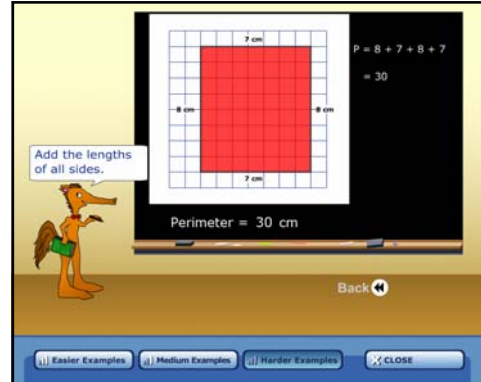 7 cm
P = 8 + 7 + 8 + 7
= 30
8 cm
8 cm
7 cm
Add the lengths
of all sides.
Perimeter = 30 cm
Back
Easier Examples
Medium Examples
Harder Examples
CLOSE